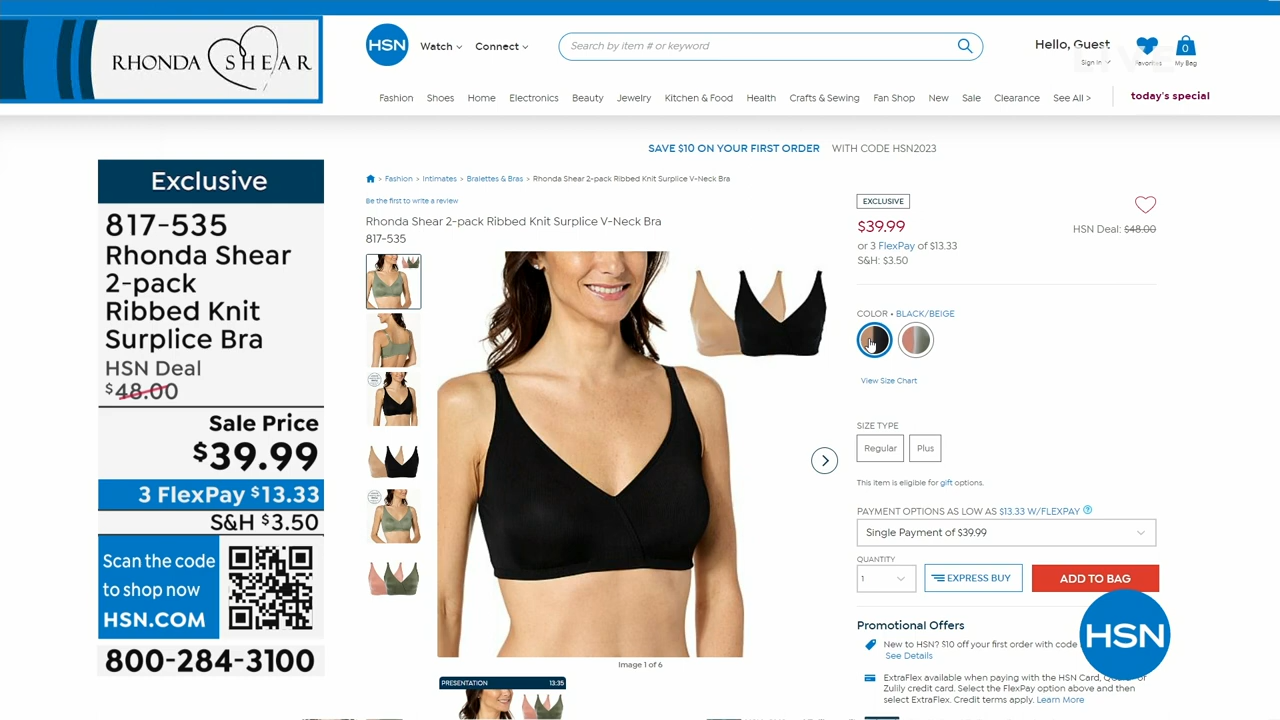 RHONDA SHEAR
HSN
Watch
Connect
Search by item # or keyword
Hello, Guest
Sign In
Favorites
0
My Bag
Fashion
Shoes
Home
Electronics
Beauty
Jewelry
Kitchen & Food
Health
Crafts & Sewing
Fan Shop
New
Sale
Clearance
See All >
today's special
SAVE $10 ON YOUR FIRST ORDER WITH CODE HSN2023
Exclusive
817-535
Rhonda Shear
2-pack
Ribbed Knit
Surplice Bra
HSN Deal
$48.00
Sale Price
$39.99
3 FlexPay $13.33
S&H $3.50
Scan the code
to shop now
HSN.COM
800-284-3100
> Fashion > Intimates > Bralettes & Bras > Rhonda Shear 2-pack Ribbed Knit Surplice V-Neck Bra
Be the first to write a review
Rhonda Shear 2-pack Ribbed Knit Surplice V-Neck Bra
817-535
Image 1 of 6
PRESENTATION 13:35
EXCLUSIVE
$39.99
HSN Deal: $48.00
or 3 FlexPay of $13.33
S&H: $3.50
COLOR • BLACK/BEIGE
View Size Chart
SIZE TYPE
Regular
Plus
This item is eligible for gift options.
PAYMENT OPTIONS AS LOW AS $13.33 W/FLEXPAY ?
Single Payment of $39.99
QUANTITY
1
EXPRESS BUY
ADD TO BAG
Promotional Offers
New to HSN? $10 off your first order with code
See Details
ExtraFlex available when paying with the HSN Card, or
Zulily credit card. Select the FlexPay option above and then
select ExtraFlex. Credit terms apply. Learn More
HSN